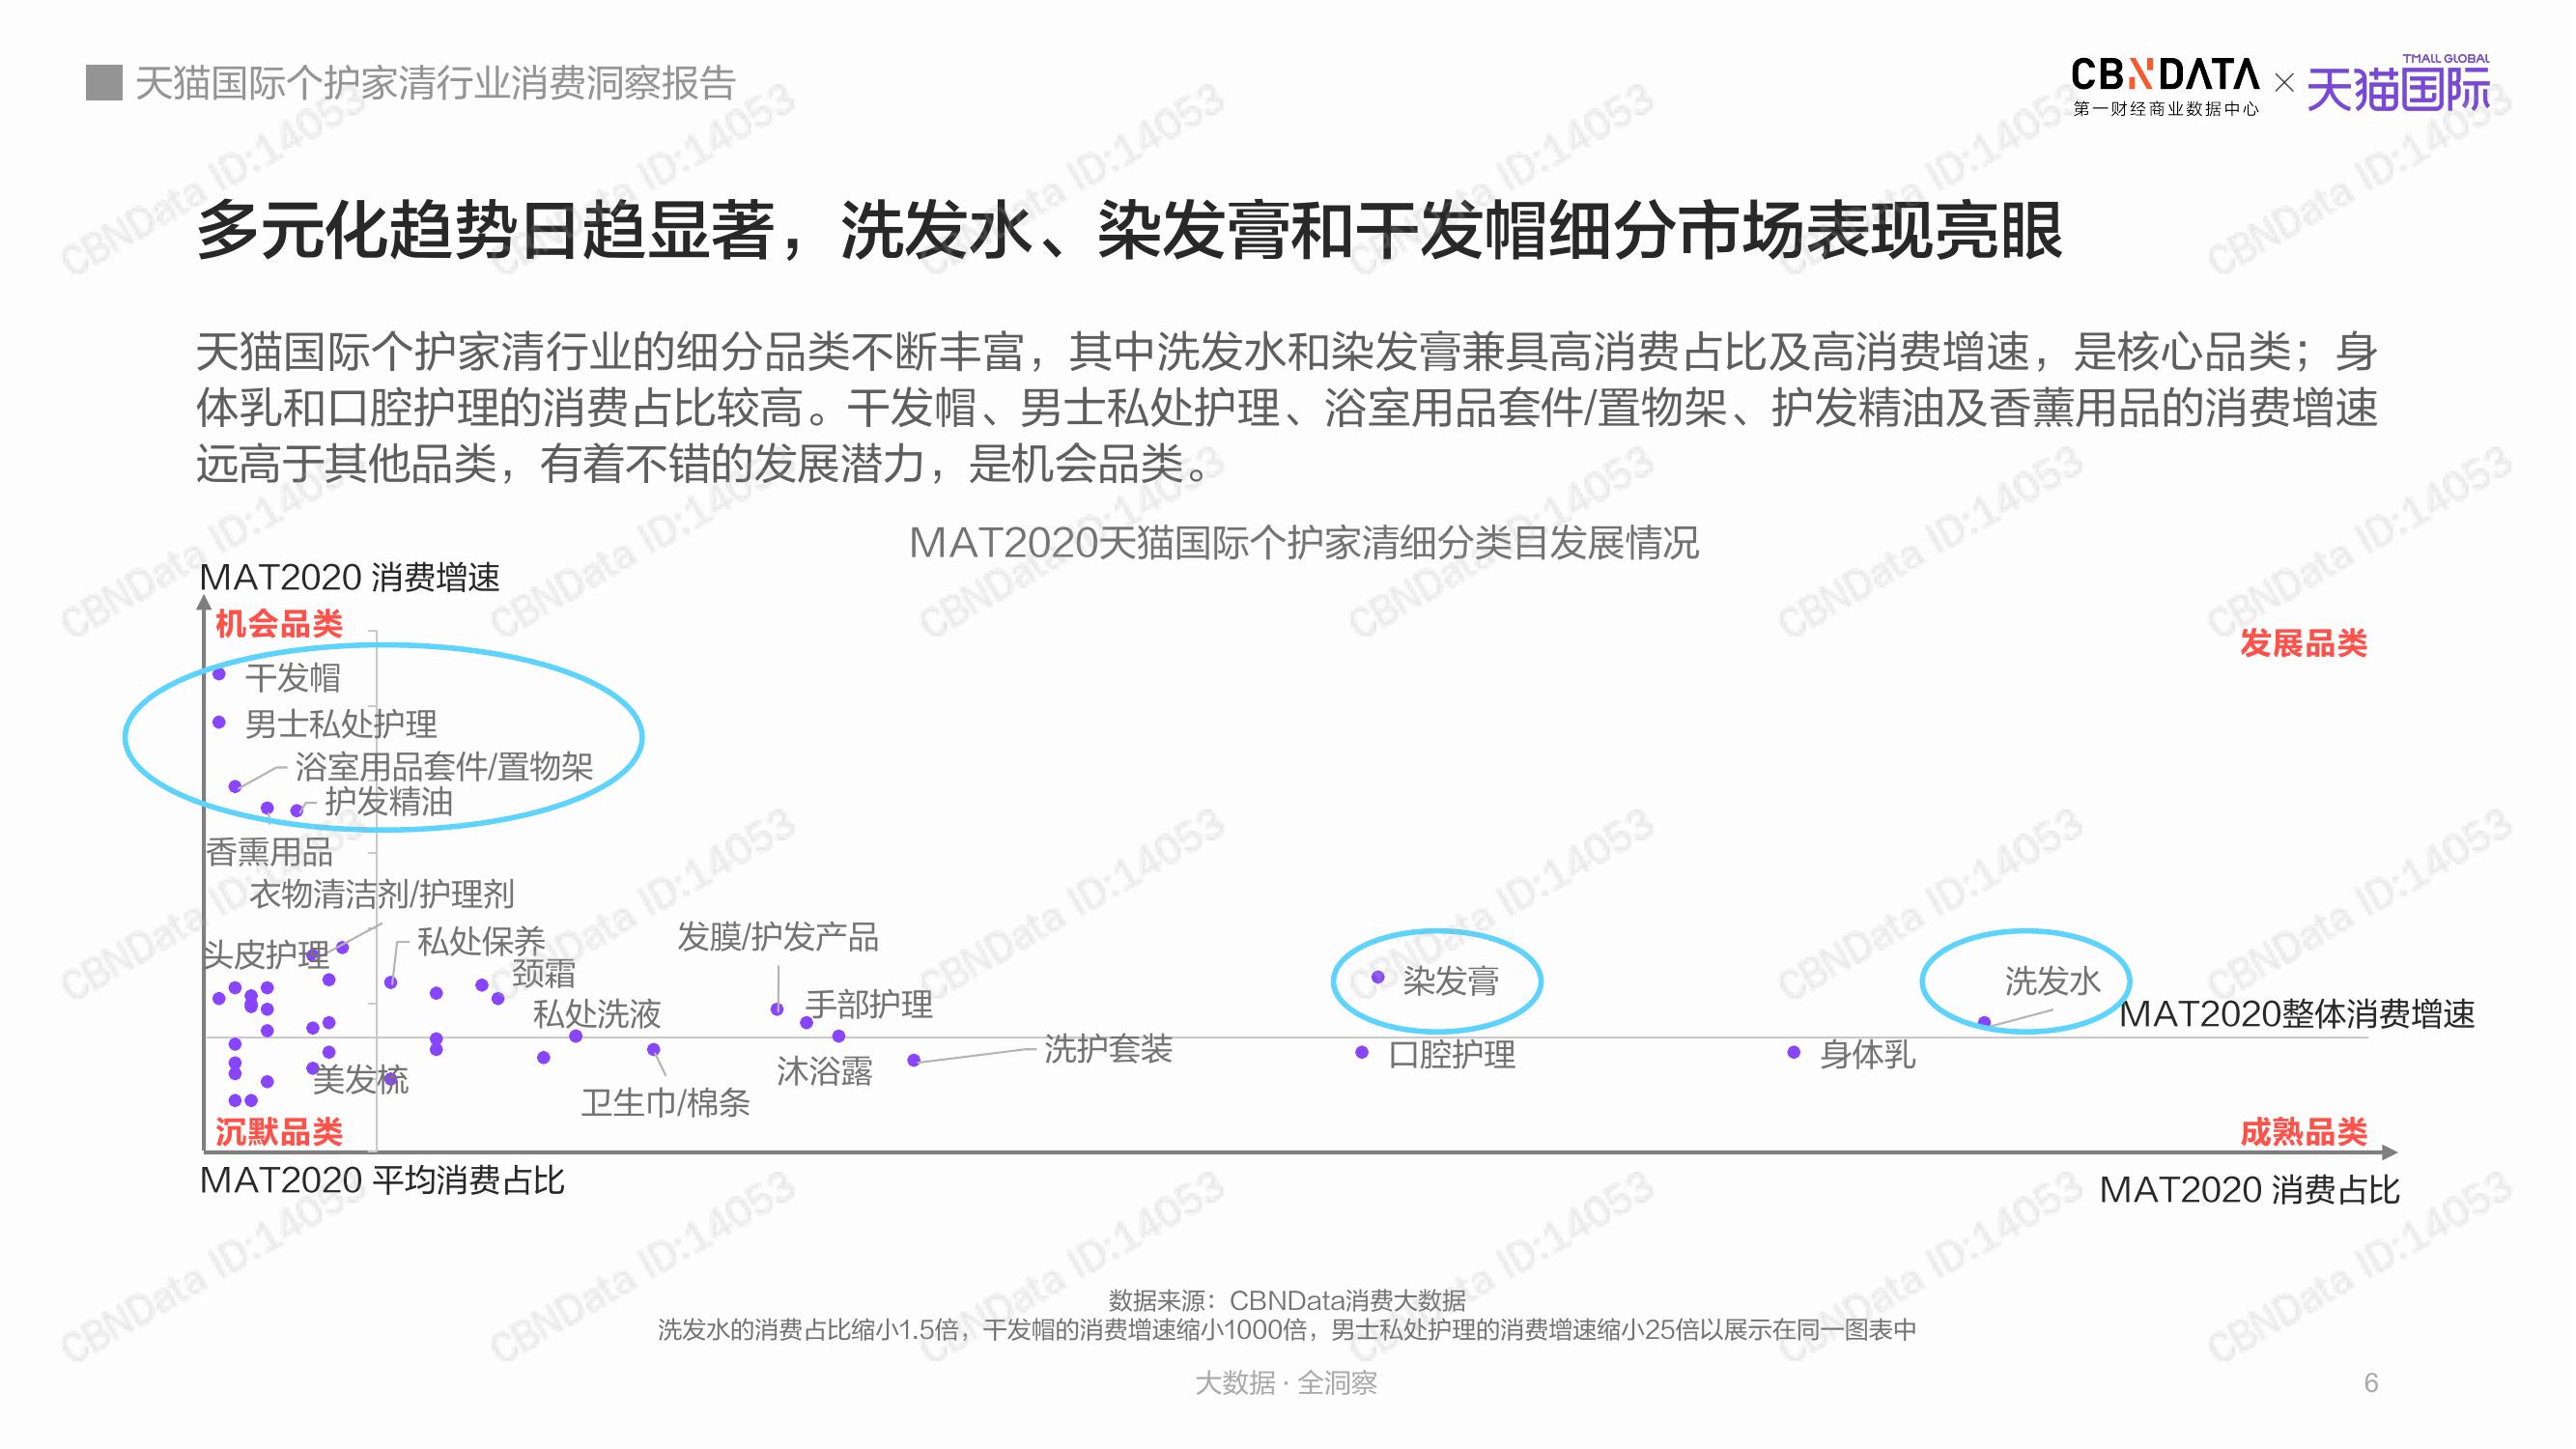 天猫国际个护家清行业消费洞察报告
CBNDATA
第一财经商业数据中心
×
TMALL GLOBAL
天猫国际
多元化趋势日趋显著，洗发水、染发膏和干发帽细分市场表现亮眼
天猫国际个护家清行业的细分品类不断丰富，其中洗发水和染发膏兼具高消费占比及高消费增速，是核心品类；身
体乳和口腔护理的消费占比较高。干发帽、男士私处护理、浴室用品套件/置物架、护发精油及香薰用品的消费增速
远高于其他品类，有着不错的发展潜力，是机会品类。
MAT2020天猫国际个护家清细分类目发展情况
MAT2020 消费增速
机会品类
发展品类
干发帽
男士私处护理
浴室用品套件/置物架
护发精油
香薰用品
衣物清洁剂/护理剂
头皮护理
私处保养
发膜/护发产品
颈霜
染发膏
洗发水
私处洗液
手部护理
MAT2020整体消费增速
洗护套装
口腔护理
身体乳
沐浴露
美发梳
卫生巾/棉条
沉默品类
成熟品类
MAT2020 平均消费占比
MAT2020 消费占比
数据来源：CBNData消费大数据
洗发水的消费占比缩小1.5倍，干发帽的消费增速缩小1000倍，男士私处护理的消费增速缩小25倍以展示在同一图表中
大数据 · 全洞察
6
CBNData ID:14053